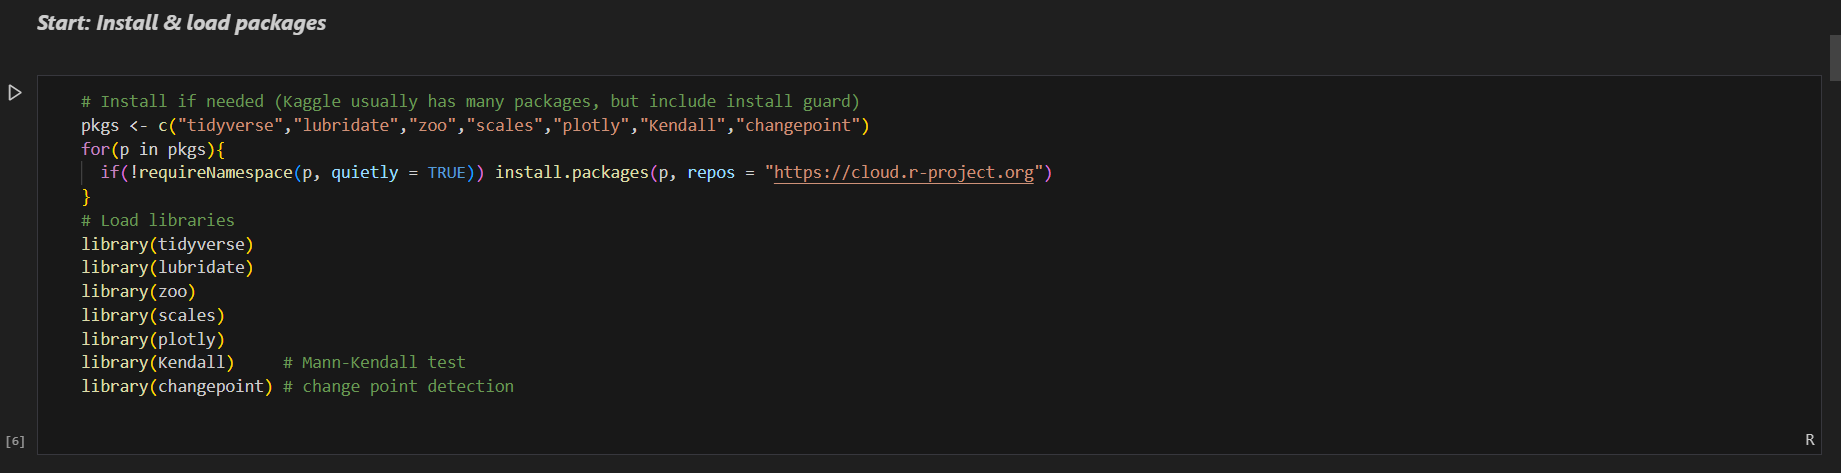 Start: Install & load packages
# Install if needed (Kaggle usually has many packages, but include install guard)
pkgs <- c("tidyverse","lubridate","zoo","scales","plotly","Kendall","changepoint")
for(p in pkgs){
  if(!requireNamespace(p, quietly = TRUE)) install.packages(p, repos = "https://cloud.r-project.org")
}
# Load libraries
library(tidyverse)
library(lubridate)
library(zoo)
library(scales)
library(plotly)
library(Kendall)     # Mann-Kendall test
library(changepoint) # change point detection
[6]
R